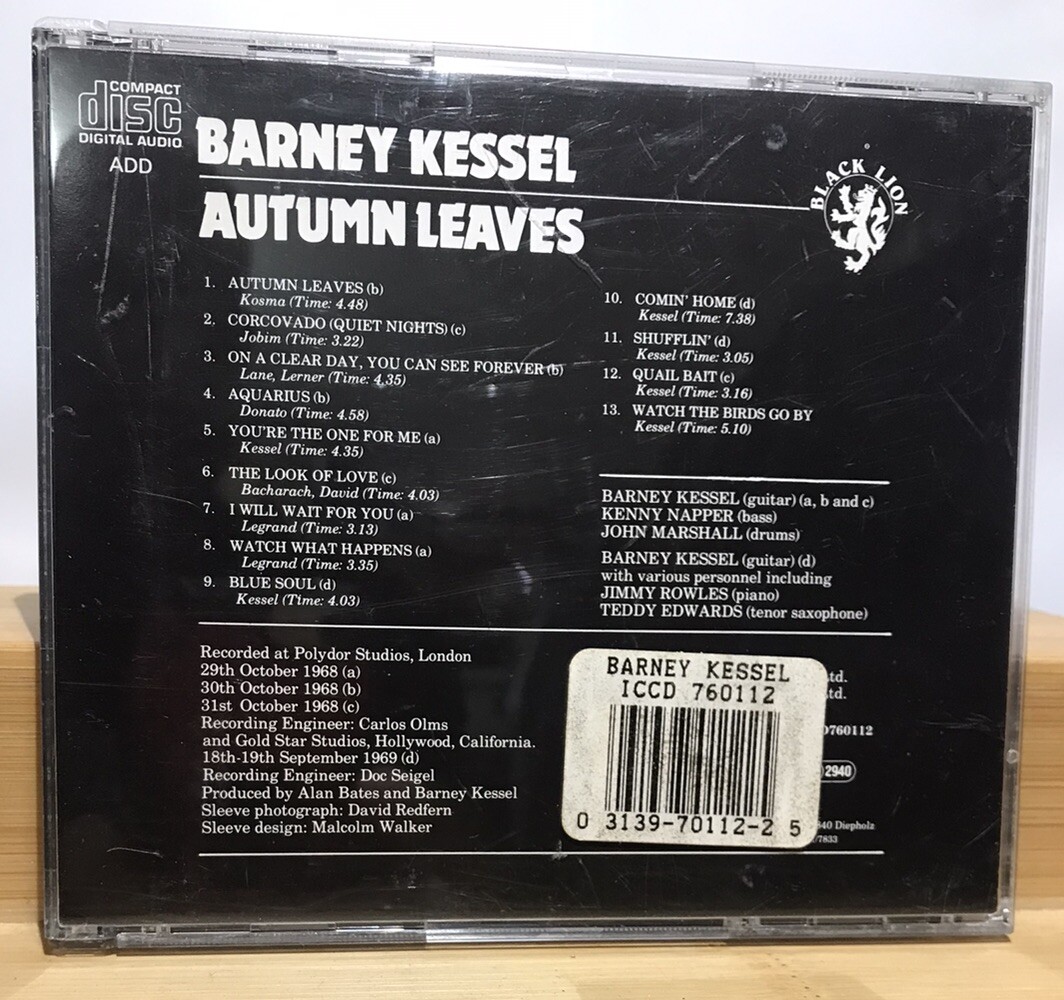 COMPACT
disc
DIGITAL AUDIO
ADD
BARNEY KESSEL
AUTUMN LEAVES
BLACK LION
1. AUTUMN LEAVES (b)
Kosma (Time: 4.48)
2. CORCOVADO (QUIET NIGHTS) (c)
Jobim (Time: 3.22)
3. ON A CLEAR DAY, YOU CAN SEE FOREVER (b)
Lane, Lerner (Time: 4.35)
4. AQUARIUS (b)
Donato (Time: 4.58)
5. YOU'RE THE ONE FOR ME (a)
Kessel (Time: 4.35)
6. THE LOOK OF LOVE (c)
Bacharach, David (Time: 4.03)
7. I WILL WAIT FOR YOU (a)
Legrand (Time: 3.13)
8. WATCH WHAT HAPPENS (a)
Legrand (Time: 3.35)
9. BLUE SOUL (d)
Kessel (Time: 4.03)
10. COMIN' HOME (d)
Kessel (Time: 7.38)
11. SHUFFLIN' (d)
Kessel (Time: 3.05)
12. QUAIL BAIT (c)
Kessel (Time: 3.16)
13. WATCH THE BIRDS GO BY
Kessel (Time: 5.10)
BARNEY KESSEL (guitar) (a, b and c)
KENNY NAPPER (bass)
JOHN MARSHALL (drums)
BARNEY KESSEL (guitar) (d)
with various personnel including
JIMMY ROWLES (piano)
TEDDY EDWARDS (tenor saxophone)
Recorded at Polydor Studios, London
29th October 1968 (a)
30th October 1968 (b)
31st October 1968 (c)
Recording Engineer: Carlos Olms
and Gold Star Studios, Hollywood, California.
18th-19th September 1969 (d)
Recording Engineer: Doc Seigel
Produced by Alan Bates and Barney Kessel
Sleeve photograph: David Redfern
Sleeve design: Malcolm Walker
BARNEY KESSEL
ICCD 760112
0 3139-70112-2 5
td.
td.
760112
2940
Diepholz
7833